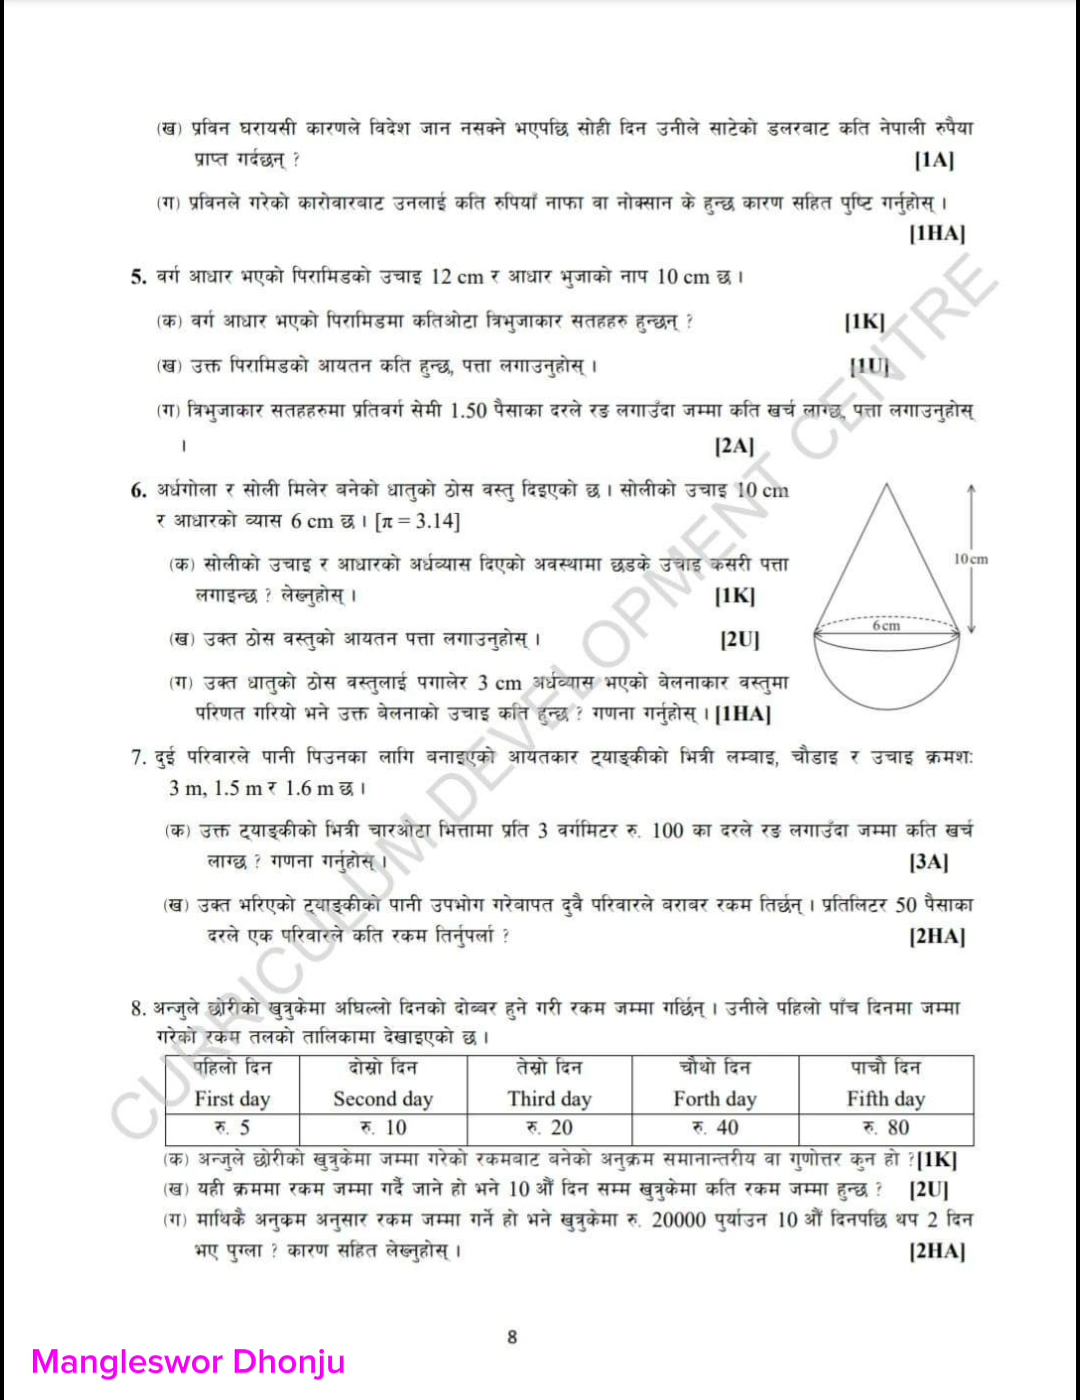 (ख) प्रविन घरायसी कारणले विदेश जान नसक्ने भएपछि सोही दिन उनीले साटेको डलरबाट कति नेपाली रुपैया
प्राप्त गर्दछन् ? [1A]
(ग) प्रविनले गरेको कारोवारबाट उनलाई कति रुपियाँ नाफा वा नोक्सान के हुन्छ कारण सहित पुष्टि गर्नुहोस् ।
[1HA]
5. वर्ग आधार भएको पिरामिडको उचाइ 12 cm र आधार भुजाको नाप 10 cm छ ।
(क) वर्ग आधार भएको पिरामिडमा कतिओटा त्रिभुजाकार सतहहरु हुन्छन् ? [1K]
(ख) उक्त पिरामिडको आयतन कति हुन्छ, पत्ता लगाउनुहोस् । [1U]
(ग) त्रिभुजाकार सतहहरुमा प्रतिवर्ग सेमी 1.50 पैसाका दरले रङ लगाउँदा जम्मा कति खर्च लाग्छ, पत्ता लगाउनुहोस्
। [2A]
6. अर्धगोला र सोली मिलेर बनेको धातुको ठोस वस्तु दिइएको छ । सोलीको उचाइ 10 cm
र आधारको व्यास 6 cm छ । [π = 3.14]
(क) सोलीको उचाइ र आधारको अर्धव्यास दिएको अवस्थामा छड्के उचाइ कसरी पत्ता
लगाइन्छ ? लेख्नुहोस् । [1K]
(ख) उक्त ठोस वस्तुको आयतन पत्ता लगाउनुहोस् । [2U]
(ग) उक्त धातुको ठोस वस्तुलाई पगालेर 3 cm अर्धव्यास भएको बेलनाकार वस्तुमा
परिणत गरियो भने उक्त बेलनाको उचाइ कति हुन्छ ? गणना गर्नुहोस् । [1HA]
10cm
6cm
7. दुई परिवारले पानी पिउनका लागि बनाइएको आयतकार ट्याङ्कीको भित्री लम्बाइ, चौडाइ र उचाइ क्रमशः
3 m, 1.5 m र 1.6 m छ ।
(क) उक्त ट्याङ्कीको भित्री चारओटा भित्तामा प्रति 3 वर्गमिटर रु. 100 का दरले रङ लगाउँदा जम्मा कति खर्च
लाग्छ ? गणना गर्नुहोस् । [3A]
(ख) उक्त भरिएको ट्याङ्कीको पानी उपभोग गरेबापत दुवै परिवारले बराबर रकम तिर्छन् । प्रतिलिटर 50 पैसाका
दरले एक परिवारले कति रकम तिर्नुपर्ला ? [2HA]
8. अन्जुले छोरीको खुत्रुकेमा अघिल्लो दिनको दोब्बर हुने गरी रकम जम्मा गर्छिन् । उनीले पहिलो पाँच दिनमा जम्मा
गरेको रकम तलको तालिकामा देखाइएको छ ।
पहिलो दिन दोस्रो दिन तेस्रो दिन चौथो दिन पाचौ दिन
First day Second day Third day Forth day Fifth day
रु. 5 रु. 10 रु. 20 रु. 40 रु. 80
(क) अन्जुले छोरीको खुत्रुकेमा जम्मा गरेको रकमबाट बनेको अनुक्रम समानान्तरीय वा गुणोत्तर कुन हो ?[1K]
(ख) यही क्रममा रकम जम्मा गर्दै जाने हो भने 10 औं दिन सम्म खुत्रुकेमा कति रकम जम्मा हुन्छ ? [2U]
(ग) माथिकै अनुक्रम अनुसार रकम जम्मा गर्ने हो भने खुत्रुकेमा रु. 20000 पुर्याउन 10 औं दिनपछि थप 2 दिन
भए पुग्ला ? कारण सहित लेख्नुहोस् । [2HA]
CURRICULUM DEVELOPMENT CENTRE
8
Mangleswor Dhonju